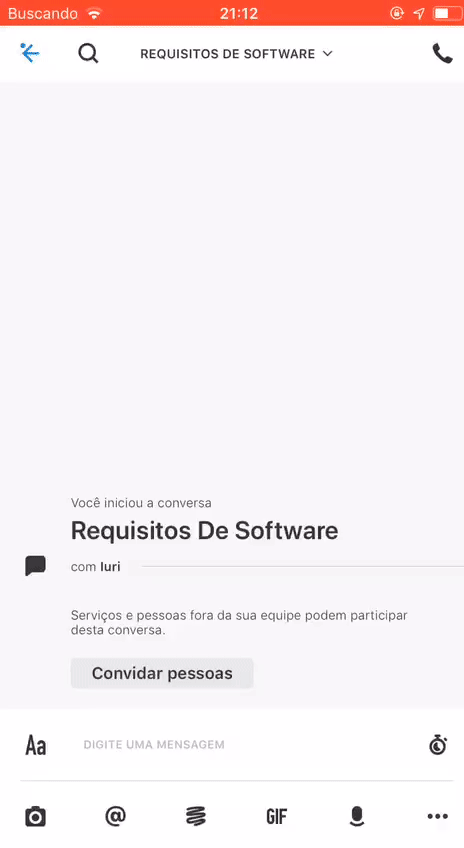 Buscando 21:12
REQUISITOS DE SOFTWARE
Você iniciou a conversa
Requisitos De Software
com Iuri
Serviços e pessoas fora da sua equipe podem participar
desta conversa.
Convidar pessoas
Aa DIGITE UMA MENSAGEM
@ GIF